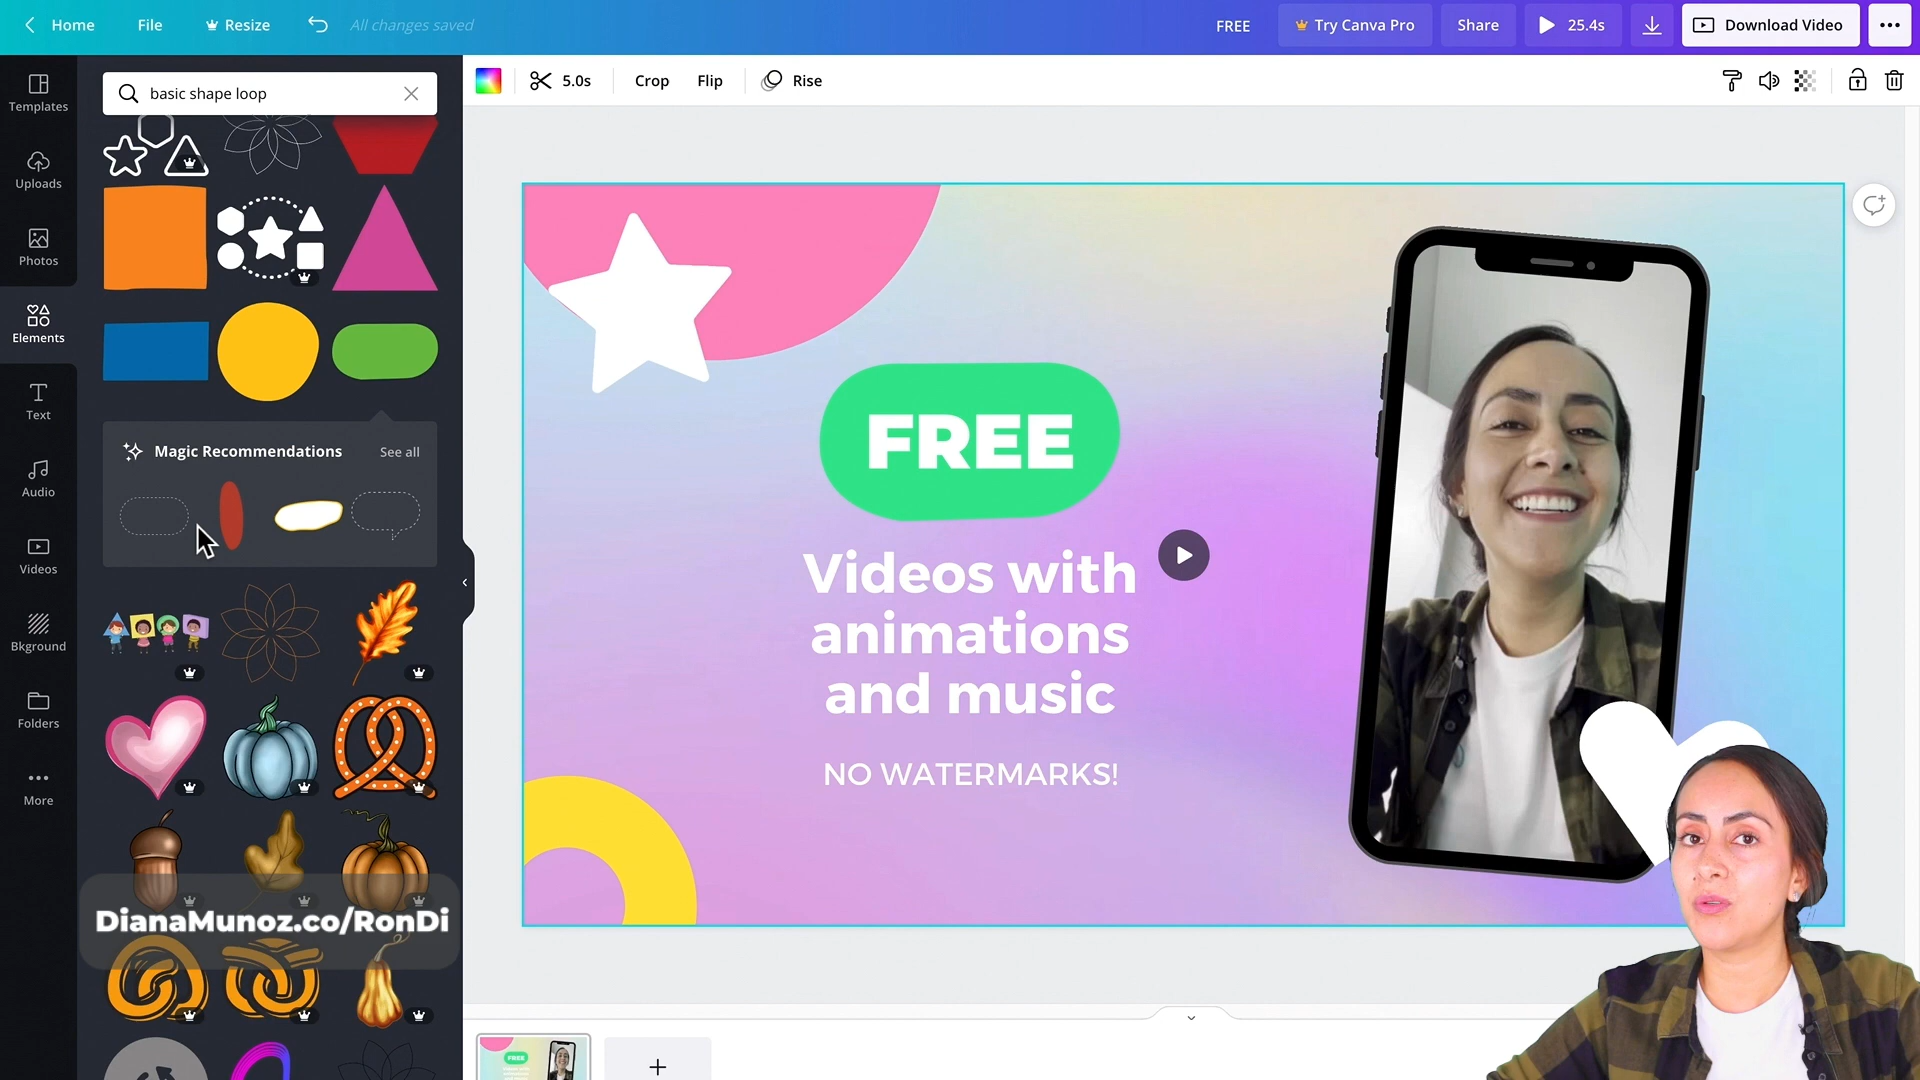 Home
File
Resize
All changes saved
FREE
Try Canva Pro
Share
25.4s
Download Video
Templates
Uploads
Photos
Elements
Text
Audio
Videos
Bkground
Folders
More
basic shape loop
Magic Recommendations
See all
DianaMunoz.co/RonDi
5.0s
Crop
Flip
Rise
FREE
Videos with
animations
and music
NO WATERMARKS!
FREE